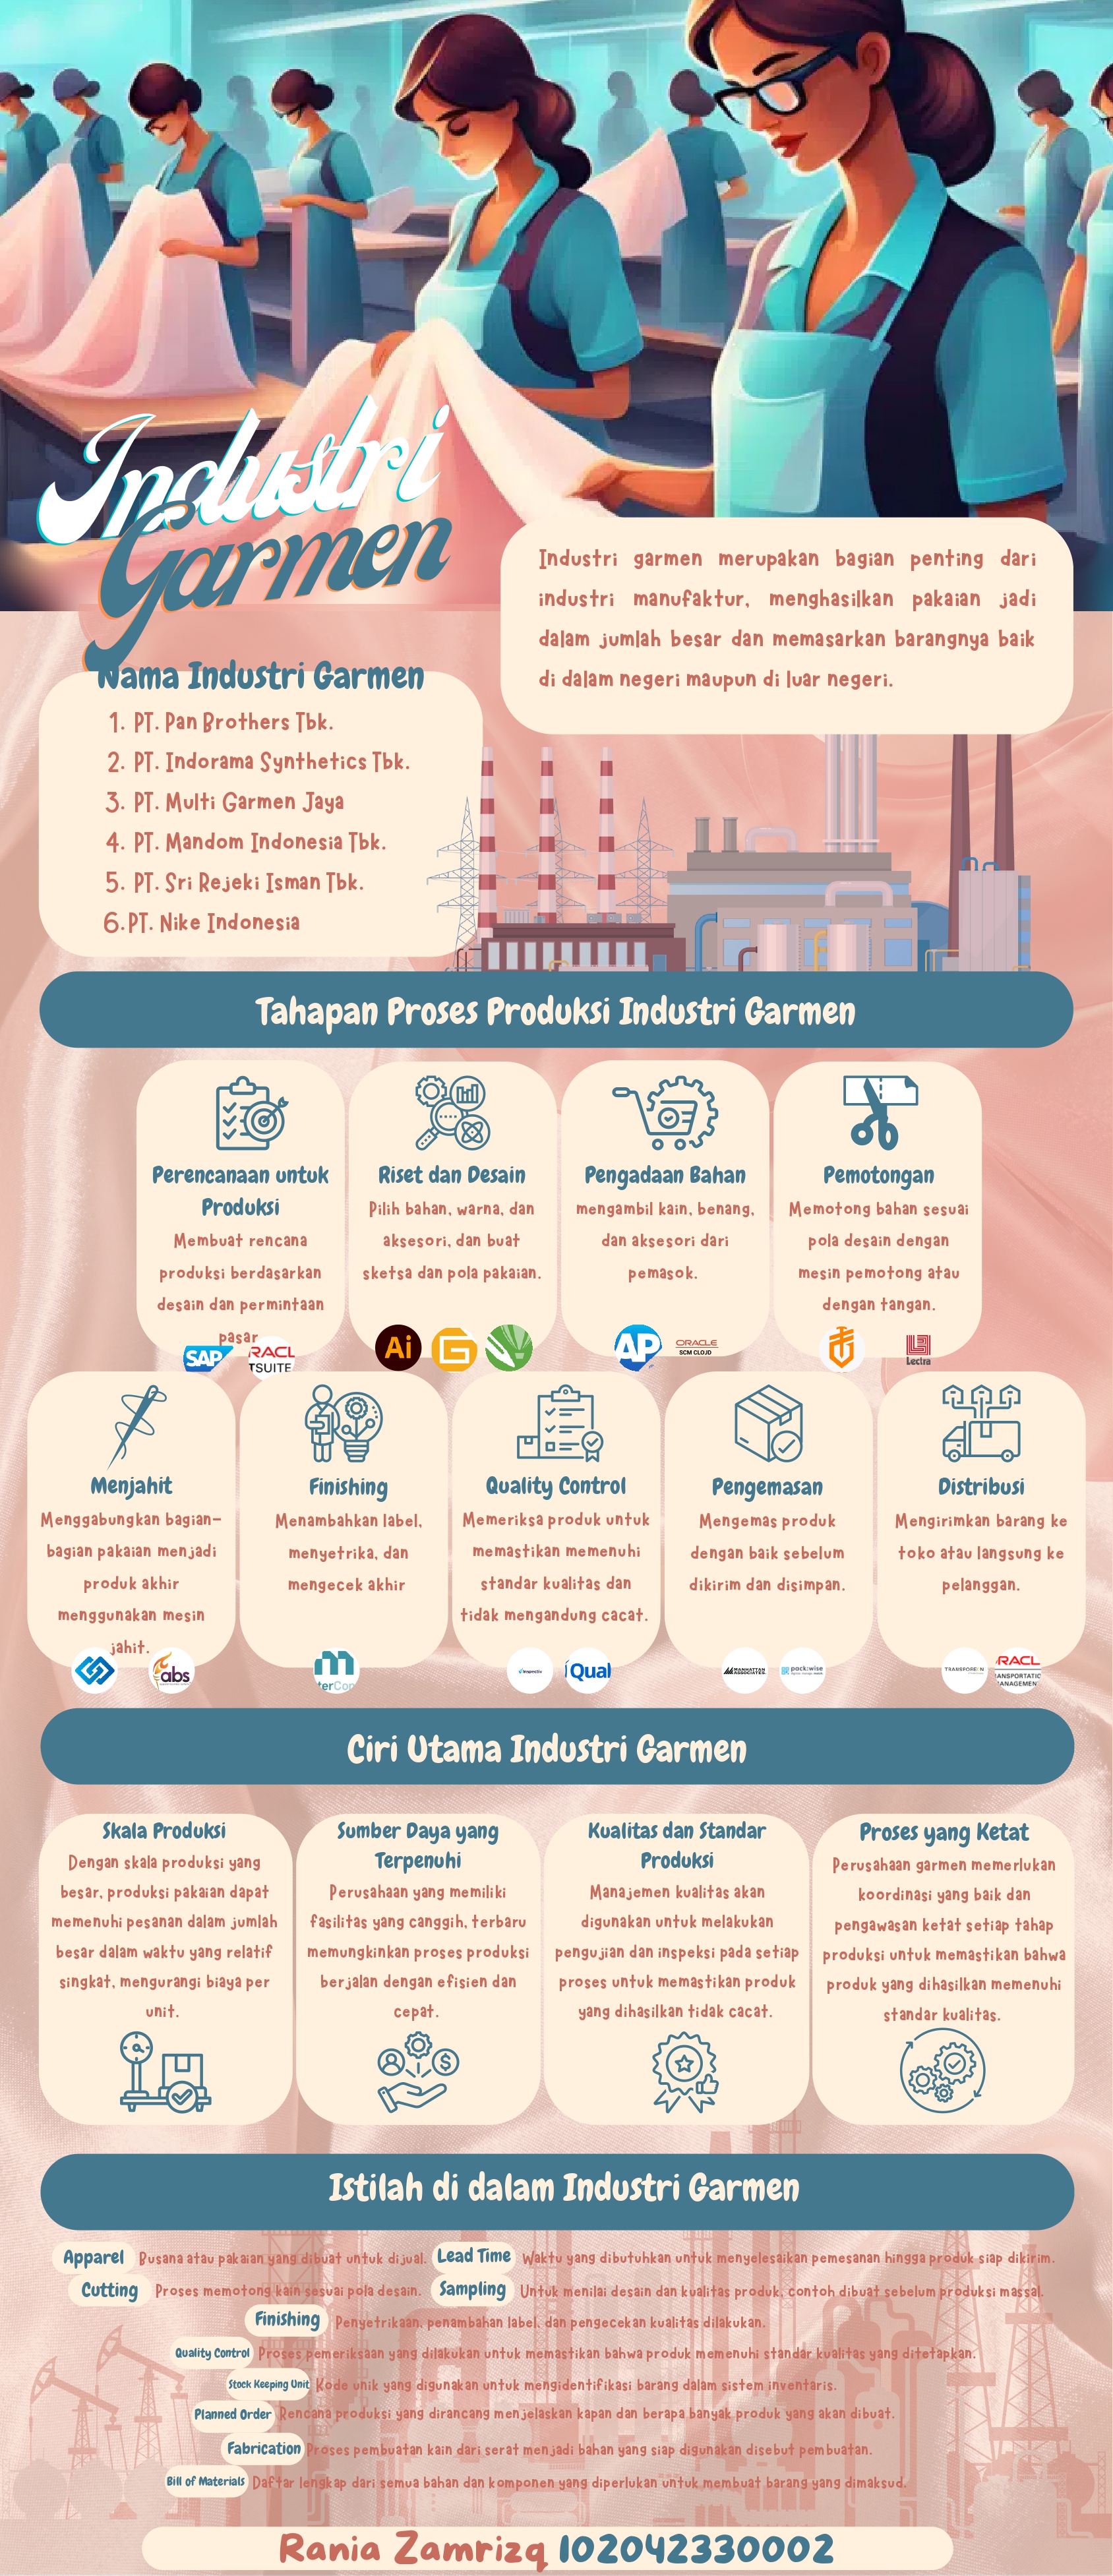 Industri
Garmen
Industri garmen merupakan bagian penting dari
industri manufaktur, menghasilkan pakaian jadi
dalam jumlah besar dan memasarkan barangnya baik
di dalam negeri maupun di luar negeri.
Nama Industri Garmen
1. PT. Pan Brothers Tbk.
2. PT. Indorama Synthetics Tbk.
3. PT. Multi Garmen Jaya
4. PT. Mandom Indonesia Tbk.
5. PT. Sri Rejeki Isman Tbk.
6.PT. Nike Indonesia
Tahapan Proses Produksi Industri Garmen
Perencanaan untuk
Produksi
Membuat rencana
produksi berdasarkan
desain dan permintaan
pasar
SAP
RACL
TSUITE
Riset dan Desain
Pilih bahan, warna, dan
aksesori, dan buat
sketsa dan pola pakaian.
Ai
G
Pengadaan Bahan
mengambil kain, benang,
dan aksesori dari
pemasok.
AP
ORACLE
SCM CLOJD
Pemotongan
Memotong bahan sesuai
pola desain dengan
mesin pemotong atau
dengan tangan.
Lectra
Menjahit
Menggabungkan bagian-
bagian pakaian menjadi
produk akhir
menggunakan mesin
jahit.
abs
Finishing
Menambahkan label,
menyetrika, dan
mengecek akhir
m
terCon
Quality Control
Memeriksa produk untuk
memastikan memenuhi
standar kualitas dan
tidak mengandung cacat.
Inspectio
iQual
Pengemasan
Mengemas produk
dengan baik sebelum
dikirim dan disimpan.
MANHATTAN
ASSOCIATES
pack:wise
Distribusi
Mengirimkan barang ke
toko atau langsung ke
pelanggan.
TRANSPOREON
RACL
ANSPORTATIC
ANAGEMEN
Ciri Utama Industri Garmen
Skala Produksi
Dengan skala produksi yang
besar, produksi pakaian dapat
memenuhi pesanan dalam jumlah
besar dalam waktu yang relatif
singkat, mengurangi biaya per
unit.
Sumber Daya yang
Terpenuhi
Perusahaan yang memiliki
fasilitas yang canggih, terbaru
memungkinkan proses produksi
berjalan dengan efisien dan
cepat.
Kualitas dan Standar
Produksi
Manajemen kualitas akan
digunakan untuk melakukan
pengujian dan inspeksi pada setiap
proses untuk memastikan produk
yang dihasilkan tidak cacat.
Proses yang Ketat
Perusahaan garmen memerlukan
koordinasi yang baik dan
pengawasan ketat setiap tahap
produksi untuk memastikan bahwa
produk yang dihasilkan memenuhi
standar kualitas.
Istilah di dalam Industri Garmen
Apparel Busana atau pakaian yang dibuat untuk dijual.
Lead Time Waktu yang dibutuhkan untuk menyelesaikan pemesanan hingga produk siap dikirim.
Cutting Proses memotong kain sesuai pola desain.
Sampling Untuk menilai desain dan kualitas produk, contoh dibuat sebelum produksi massal.
Finishing Penyetrikaan, penambahan label, dan pengecekan kualitas dilakukan.
Quality Control Proses pemeriksaan yang dilakukan untuk memastikan bahwa produk memenuhi standar kualitas yang ditetapkan.
Stock Keeping Unit Kode unik yang digunakan untuk mengidentifikasi barang dalam sistem inventaris.
Planned Order Rencana produksi yang dirancang menjelaskan kapan dan berapa banyak produk yang akan dibuat.
Fabrication Proses pembuatan kain dari serat menjadi bahan yang siap digunakan disebut pembuatan.
Bill of Materials Daftar lengkap dari semua bahan dan komponen yang diperlukan untuk membuat barang yang dimaksud.
Rania Zamrizq 102042330002